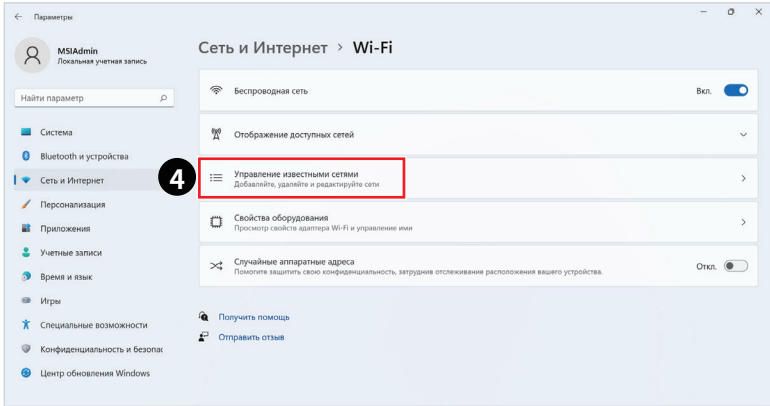 Параметры
MSIAdmin
Локальная учетная запись
Найти параметр
Система
Bluetooth и устройства
Сеть и Интернет
Персонализация
Приложения
Учетные записи
Время и язык
Игры
Специальные возможности
Конфиденциальность и безопас
Центр обновления Windows
Сеть и Интернет > Wi-Fi
Беспроводная сеть
Вкл.
Отображение доступных сетей
4
Управление известными сетями
Добавляйте, удаляйте и редактируйте сети
Свойства оборудования
Просмотр свойств адаптера Wi-Fi и управление ими
Случайные аппаратные адреса
Помогите защитить свою конфиденциальность, затруднив отслеживание расположения вашего устройства.
Откл.
Получить помощь
Отправить отзыв